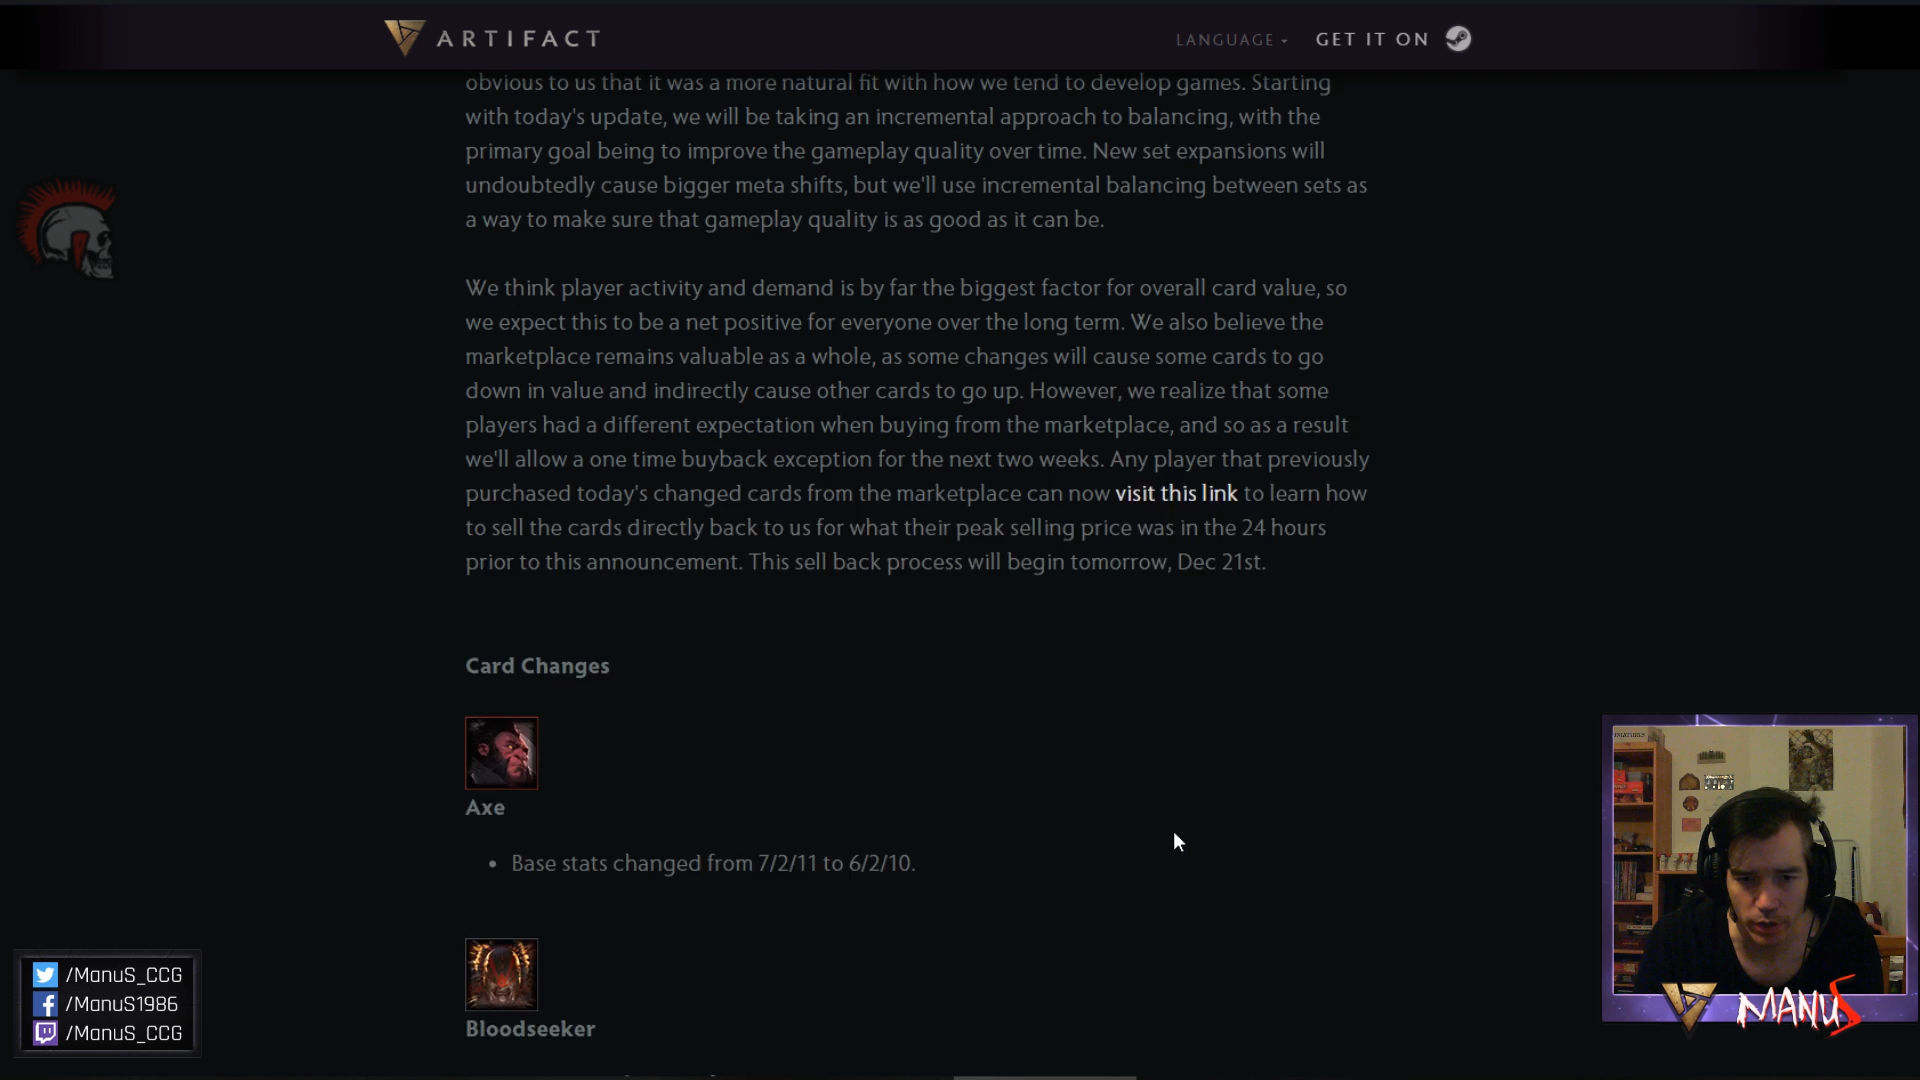 ARTIFACT
LANGUAGE
GET IT ON
obvious to us that it was a more natural fit with how we tend to develop games. Starting
with today's update, we will be taking an incremental approach to balancing, with the
primary goal being to improve the gameplay quality over time. New set expansions will
undoubtedly cause bigger meta shifts, but we'll use incremental balancing between sets as
a way to make sure that gameplay quality is as good as it can be.
We think player activity and demand is by far the biggest factor for overall card value, so
we expect this to be a net positive for everyone over the long term. We also believe the
marketplace remains valuable as a whole, as some changes will cause some cards to go
down in value and indirectly cause other cards to go up. However, we realize that some
players had a different expectation when buying from the marketplace, and so as a result
we'll allow a one time buyback exception for the next two weeks. Any player that previously
purchased today's changed cards from the marketplace can now visit this link to learn how
to sell the cards directly back to us for what their peak selling price was in the 24 hours
prior to this announcement. This sell back process will begin tomorrow, Dec 21st.
Card Changes
Axe
• Base stats changed from 7/2/11 to 6/2/10.
Bloodseeker
/ManuS_CCG
/ManuS1986
/ManuS_CCG
MANUS